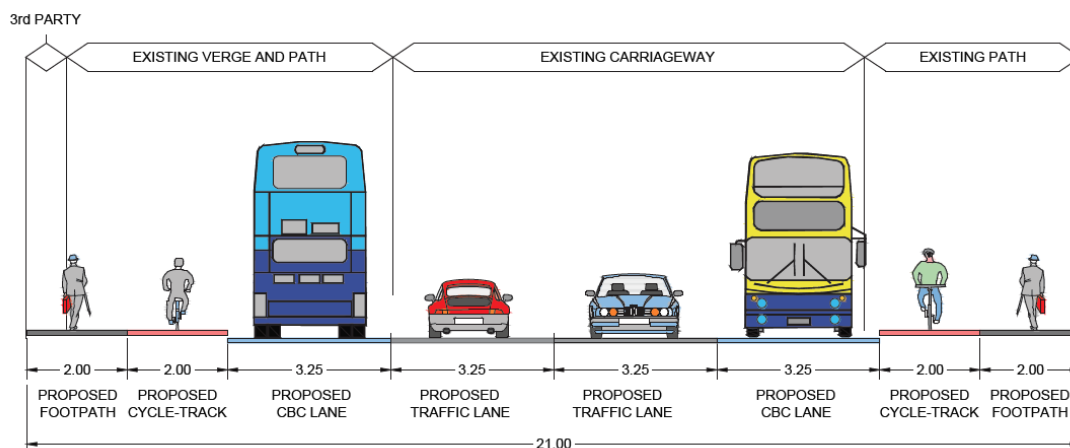 3rd PARTY
EXISTING VERGE AND PATH
EXISTING CARRIAGEWAY
EXISTING PATH
2.00
2.00
3.25
3.25
3.25
3.25
2.00
2.00
PROPOSED
FOOTPATH
PROPOSED
CYCLE-TRACK
PROPOSED
CBC LANE
PROPOSED
TRAFFIC LANE
PROPOSED
TRAFFIC LANE
PROPOSED
CBC LANE
PROPOSED
CYCLE-TRACK
PROPOSED
FOOTPATH
21.00